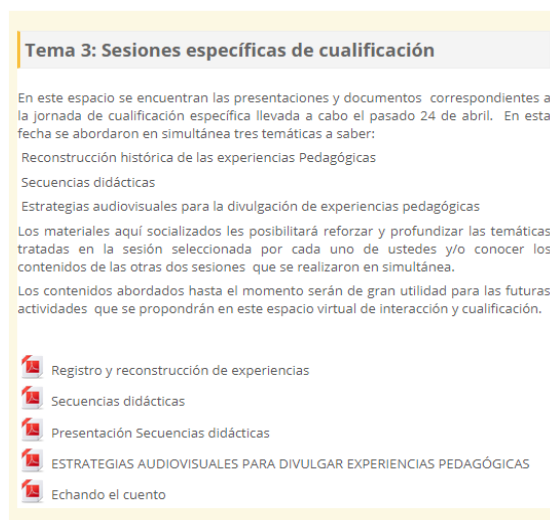 Tema 3: Sesiones específicas de cualificación
En este espacio se encuentran las presentaciones y documentos correspondientes a
la jornada de cualificación específica llevada a cabo el pasado 24 de abril. En esta
fecha se abordaron en simultánea tres temáticas a saber:
Reconstrucción histórica de las experiencias Pedagógicas
Secuencias didácticas
Estrategias audiovisuales para la divulgación de experiencias pedagógicas
Los materiales aquí socializados les posibilitará reforzar y profundizar las temáticas
tratadas en la sesión seleccionada por cada uno de ustedes y/o conocer los
contenidos de las otras dos sesiones que se realizaron en simultánea.
Los contenidos abordados hasta el momento serán de gran utilidad para las futuras
actividades que se propondrán en este espacio virtual de interacción y cualificación.
Registro y reconstrucción de experiencias
Secuencias didácticas
Presentación Secuencias didácticas
ESTRATEGIAS AUDIOVISUALES PARA DIVULGAR EXPERIENCIAS PEDAGÓGICAS
Echando el cuento